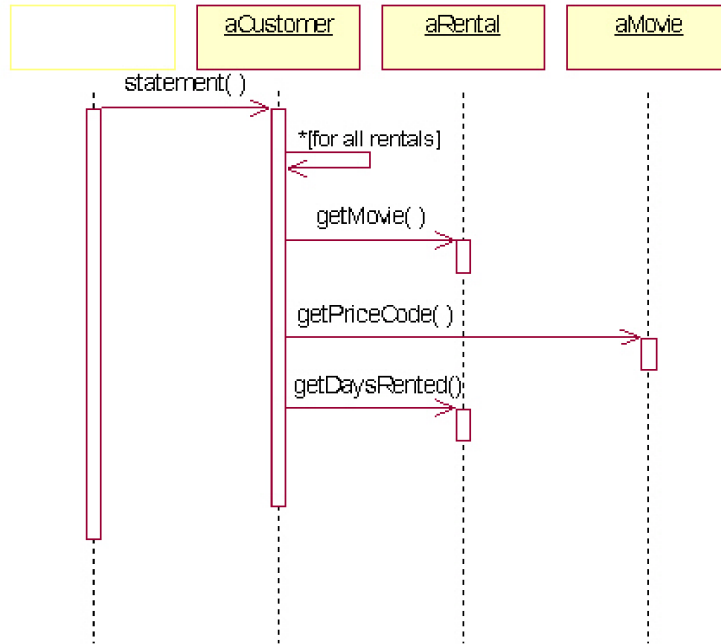 aCustomer
aRental
aMovie
statement( )
*[for all rentals]
getMovie( )
getPriceCode( )
getDaysRented()